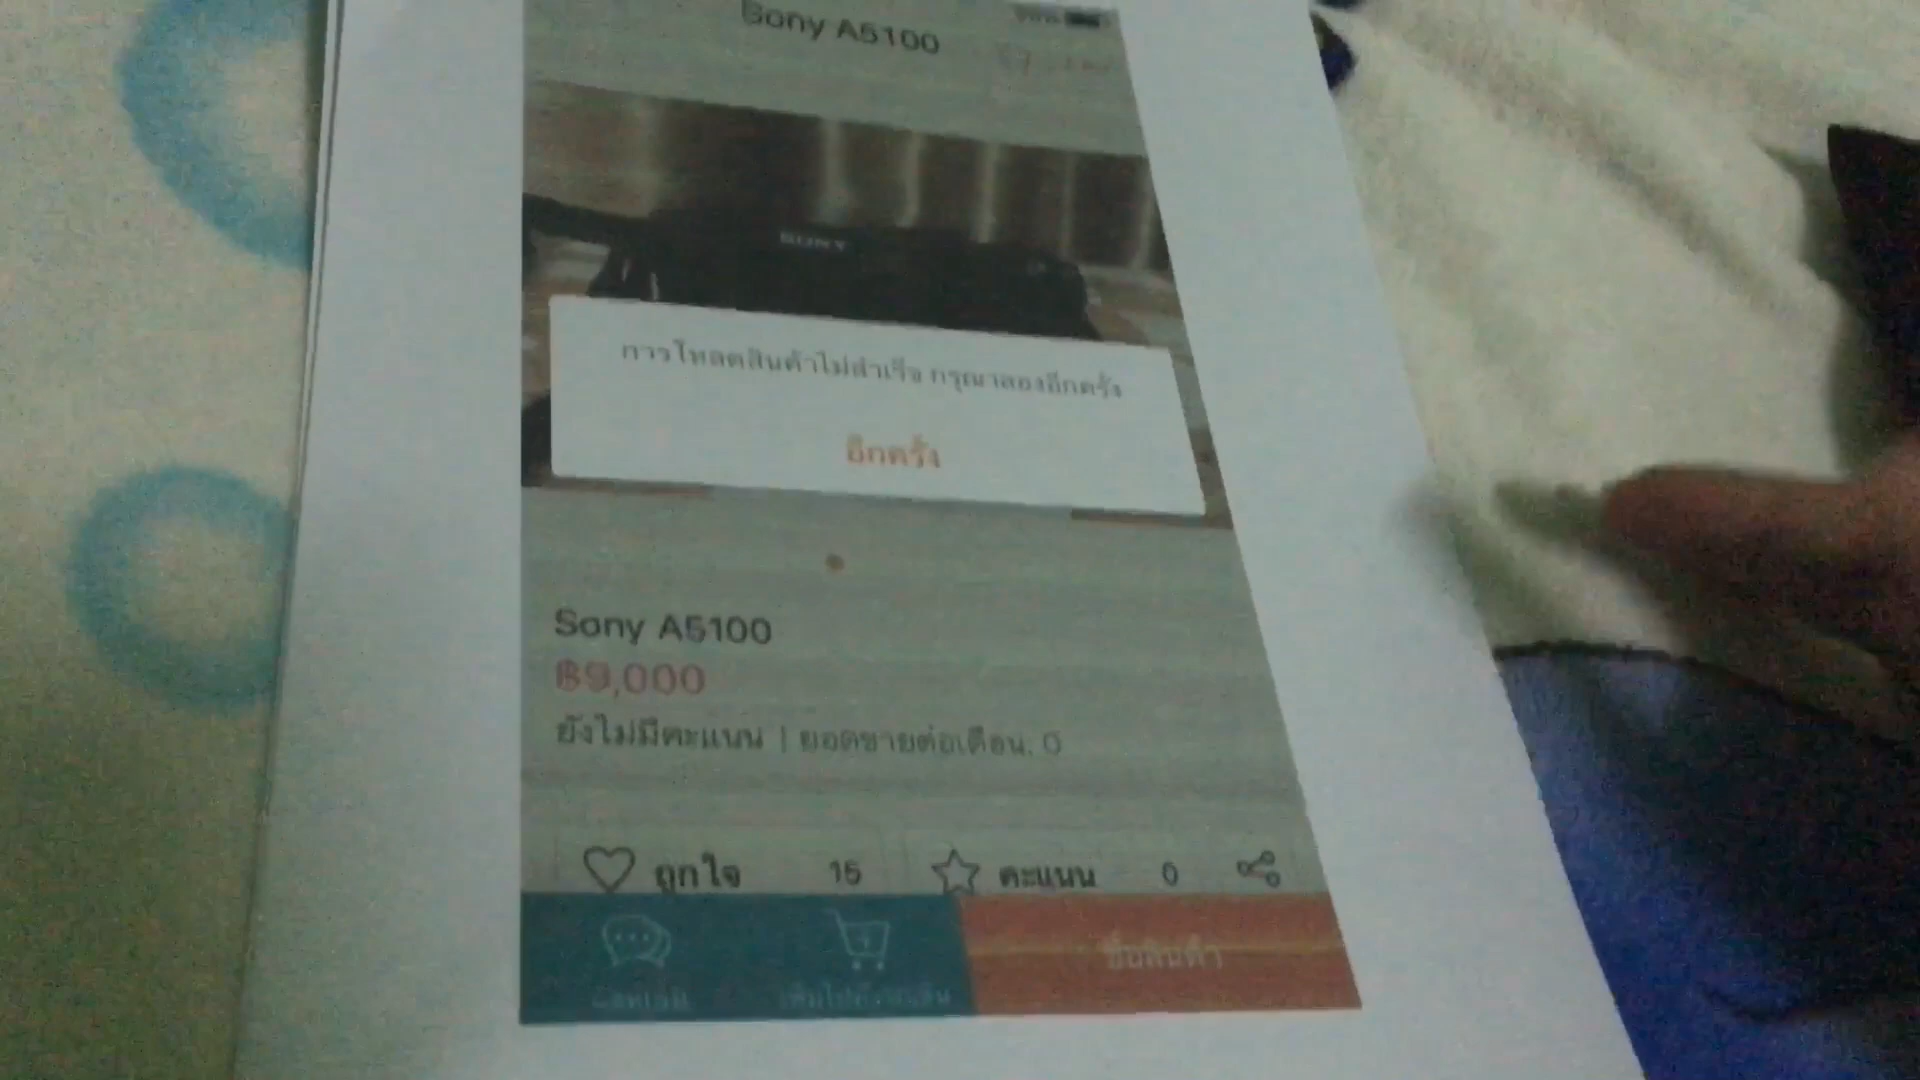 Sony A5100
SONY
การโหลดสินค้าไม่สำเร็จ กรุณาลองอีกครั้ง
อีกครั้ง
Sony A5100
฿9,000
ยังไม่มีคะแนน | ยอดขายต่อเดือน: 0
ถูกใจ 15 คะแนน 0
ซื้อสินค้า